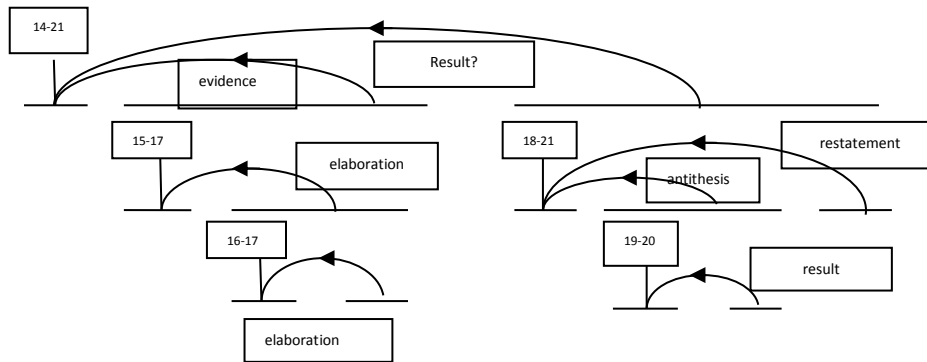 14-21
Result?
evidence
15-17
elaboration
18-21
restatement
antithesis
16-17
19-20
result
elaboration